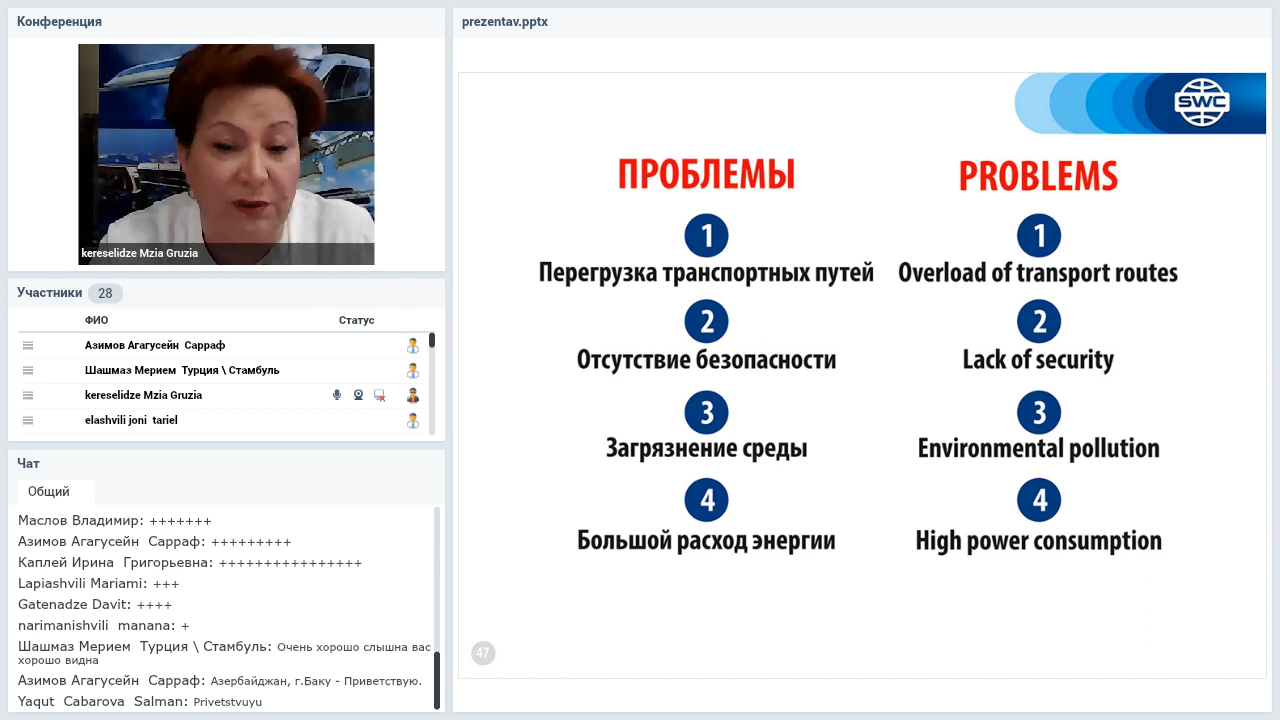 Конференция
kereselidze Mzia Gruzia
Участники 28
ФИО Статус
Азимов Агагусейн Сарраф
Шашмаз Мерием Турция \ Стамбуль
kereselidze Mzia Gruzia
elashvili joni tariel
Чат
Общий
Маслов Владимир: +++++++
Азимов Агагусейн Сарраф: +++++++++
Каплей Ирина Григорьевна: ++++++++++++++++
Lapiashvili Mariami: +++
Gatenadze Davit: ++++
narimanishvili manana: +
Шашмаз Мерием Турция \ Стамбуль: Очень хорошо слышна вас
хорошо видна
Азимов Агагусейн Сарраф: Азербайджан, г.Баку - Приветствую.
Yaqut Cabarova Salman: Privetstvuyu
prezentav.pptx
SWC
ПРОБЛЕМЫ
1
Перегрузка транспортных путей
2
Отсутствие безопасности
3
Загрязнение среды
4
Большой расход энергии
PROBLEMS
1
Overload of transport routes
2
Lack of security
3
Environmental pollution
4
High power consumption
47